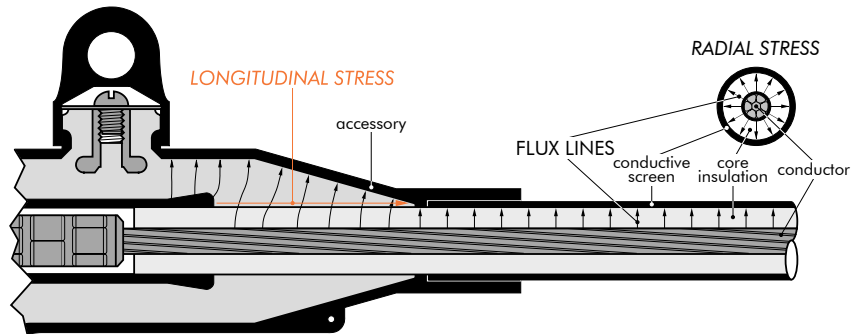 RADIAL STRESS
LONGITUDINAL STRESS
accessory
FLUX LINES
conductive
screen
core
insulation
conductor